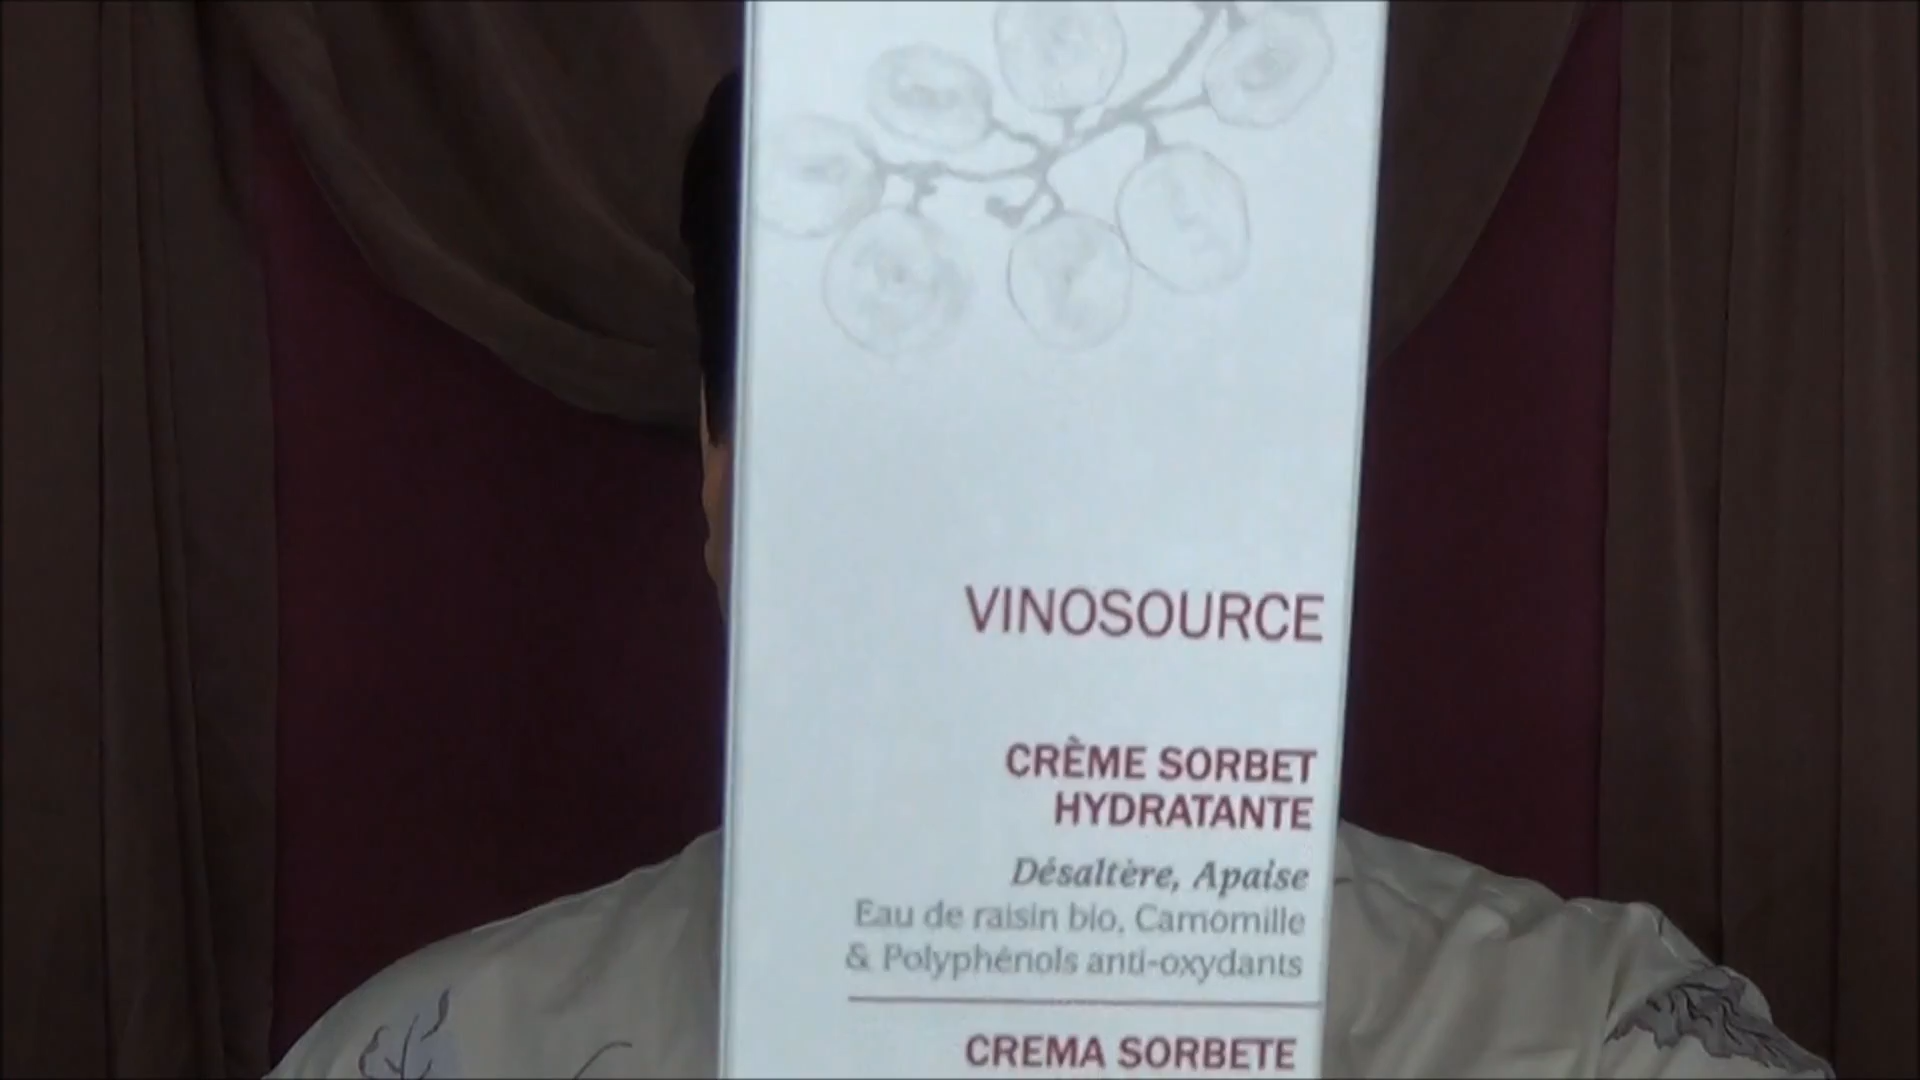 VINOSOURCE
CRÈME SORBET
HYDRATANTE
Désaltère, Apaise
Eau de raisin bio, Camomille
& Polyphénols anti-oxydants
CREMA SORBETE